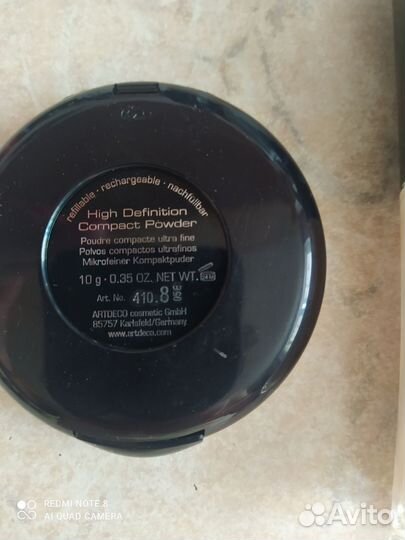 refillable · rechargeable · nachfüllbar
High Definition
Compact Powder
Poudre compacte ultra fine
Polvos compactos ultrafinos
Mikrofeiner Kompaktpuder
10 g · 0.35 OZ. NET WT.
Art. No. 410.8
ARTDECO cosmetic GmbH
85757 Karlsfeld/Germany
www.artdeco.com
REDMI NOTE 8
AI QUAD CAMERA
Avito